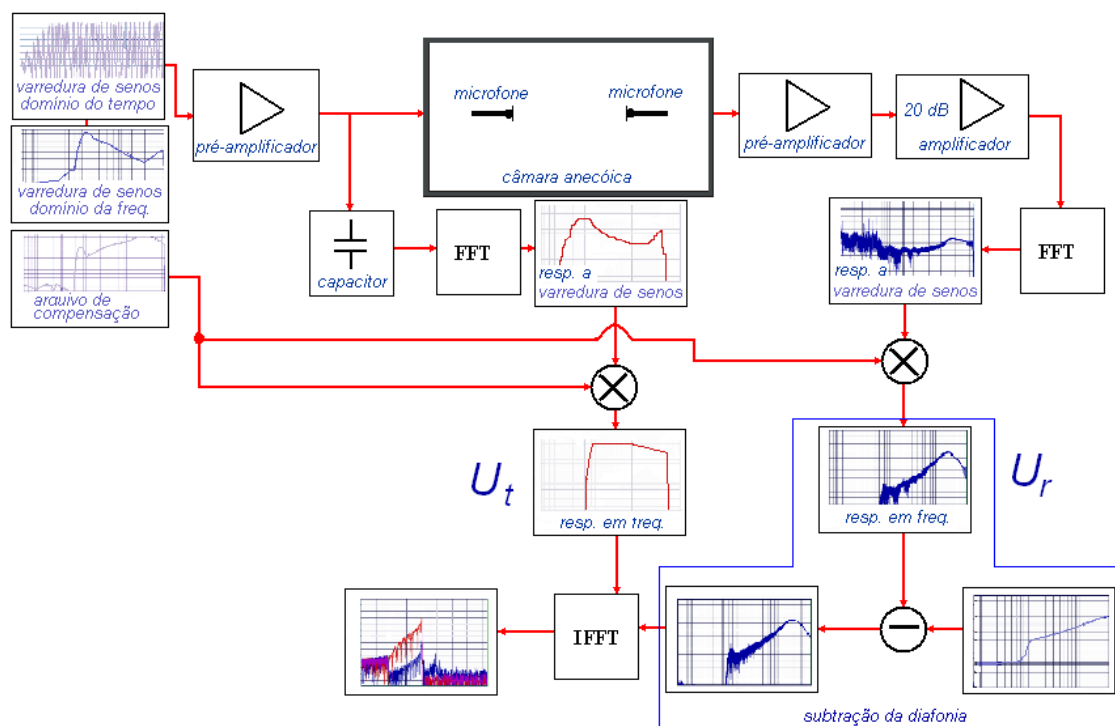 varredura de senos
domínio do tempo
varredura de senos
domínio da freq.
arquivo de
compensação
pré-amplificador
microfone
microfone
câmara anecóica
pré-amplificador
20 dB
amplificador
capacitor
FFT
resp. a
varredura de senos
resp. a
varredura de senos
FFT
U t
resp. em freq.
U r
resp. em freq.
IFFT
subtração da diafonia